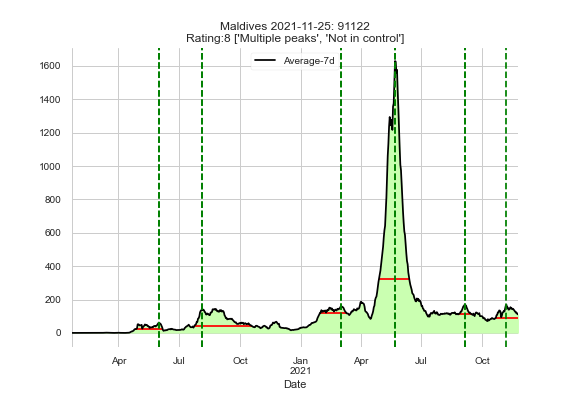 Maldives 2021-11-25: 91122
Rating:8 ['Multiple peaks', 'Not in control']
Average-7d
1600
1400
1200
1000
800
600
400
200
0
Apr Jul Oct Jan Apr Jul Oct
2021
Date